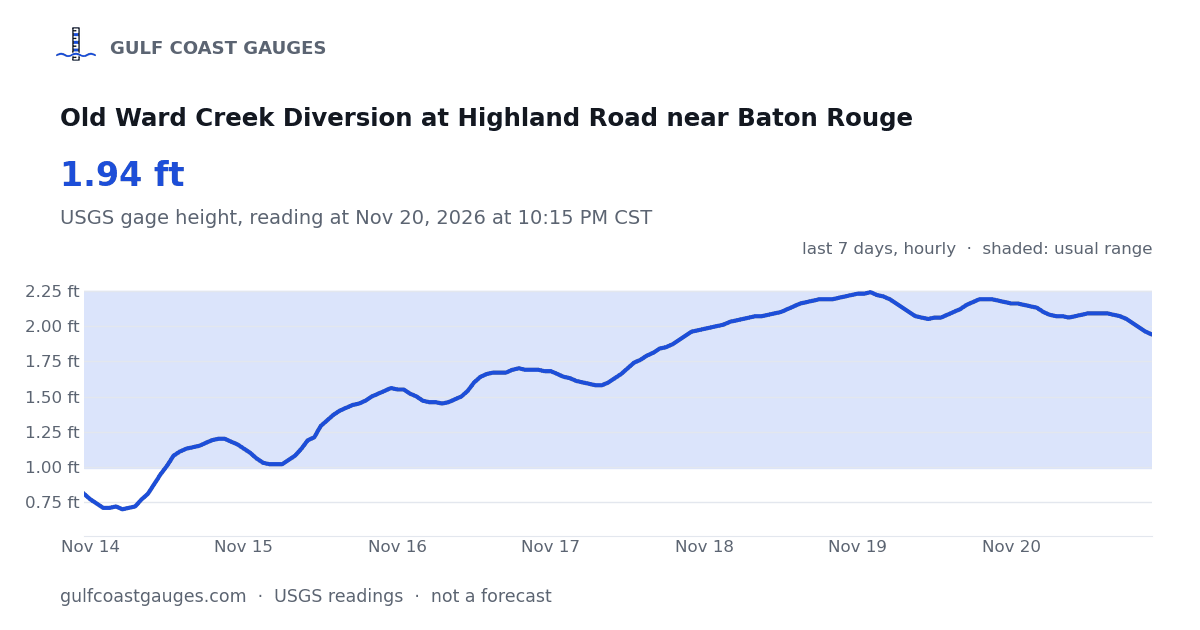 GULF COAST GAUGES
Old Ward Creek Diversion at Highland Road near Baton Rouge
1.94 ft
USGS gage height, reading at Nov 20, 2026 at 10:15 PM CST
last 7 days, hourly · shaded: usual range
2.25 ft
2.00 ft
1.75 ft
1.50 ft
1.25 ft
1.00 ft
0.75 ft
Nov 14 Nov 15 Nov 16 Nov 17 Nov 18 Nov 19 Nov 20
gulfcoastgauges.com · USGS readings · not a forecast